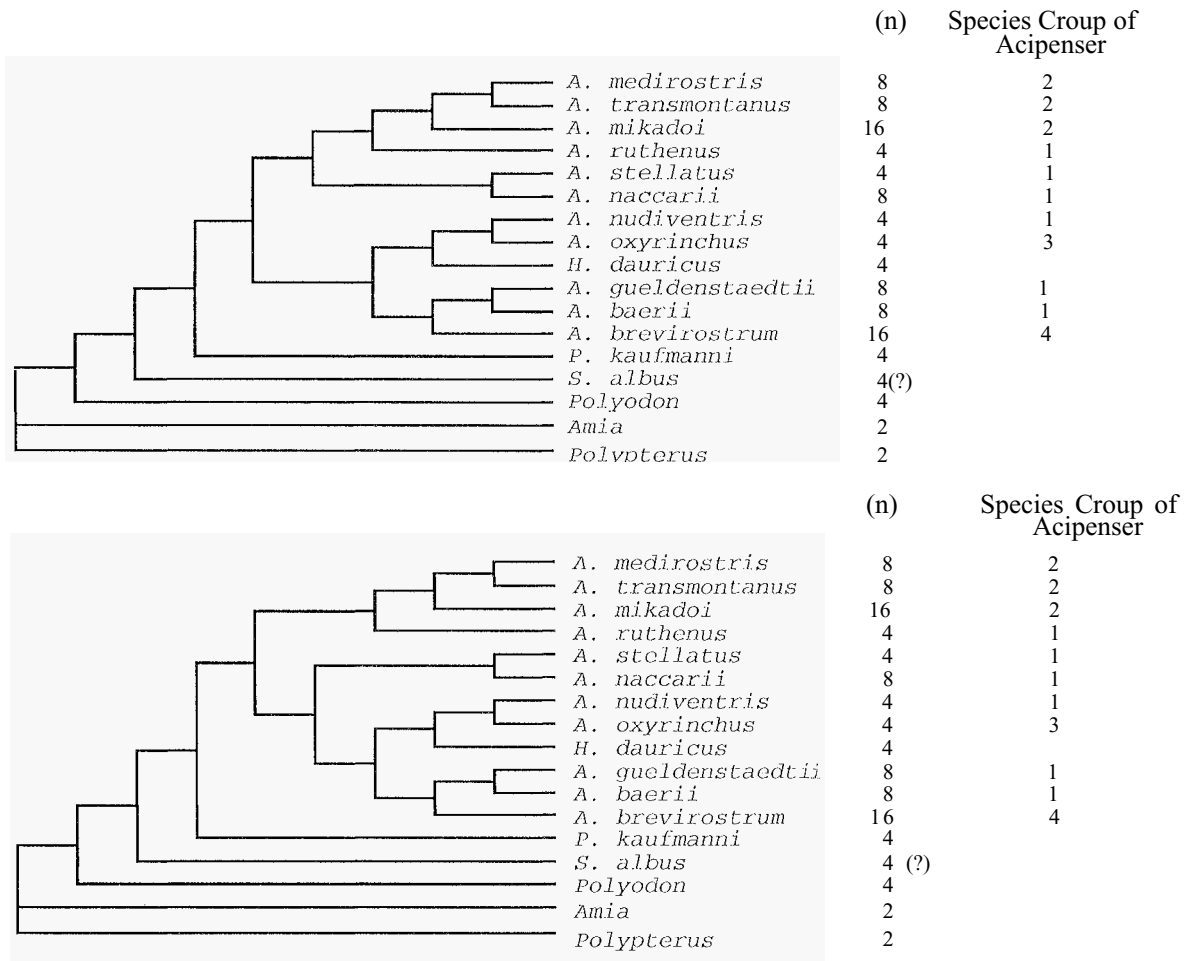 (n) Species Croup of
Acipenser
A. medirostris 8 2
A. transmontanus 8 2
A. mikadoi 16 2
A. ruthenus 4 1
A. stellatus 4 1
A. naccarii 8 1
A. nudiventris 4 1
A. oxyrinchus 4 3
H. dauricus 4
A. gueldenstaedtii 8 1
A. baerii 8 1
A. brevirostrum 16 4
P. kaufmanni 4
S. albus 4(?)
Polyodon 4
Amia 2
Polypterus 2
(n) Species Croup of
Acipenser
A. medirostris 8 2
A. transmontanus 8 2
A. mikadoi 16 2
A. ruthenus 4 1
A. stellatus 4 1
A. naccarii 8 1
A. nudiventris 4 1
A. oxyrinchus 4 3
H. dauricus 4
A. gueldenstaedtii 8 1
A. baerii 8 1
A. brevirostrum 16 4
P. kaufmanni 4
S. albus 4 (?)
Polyodon 4
Amia 2
Polypterus 2